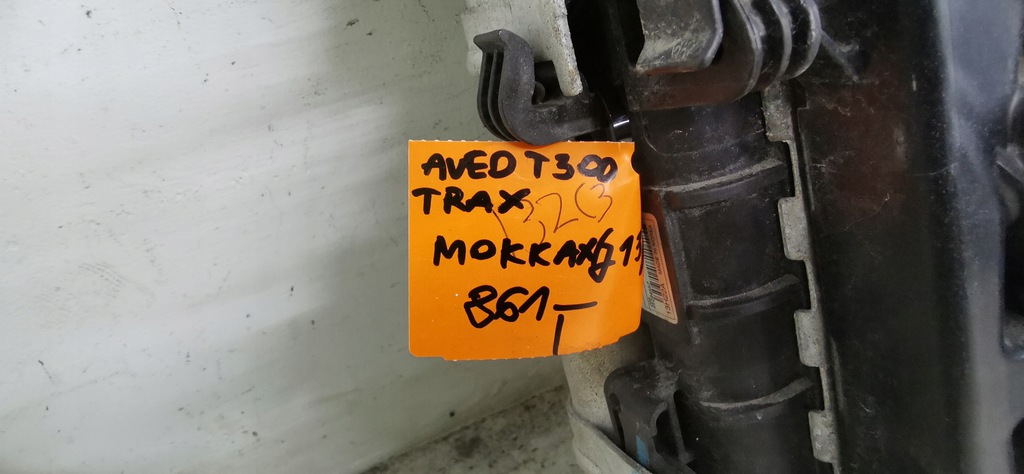 AVEO T300
TRAX
MOKKA X
861